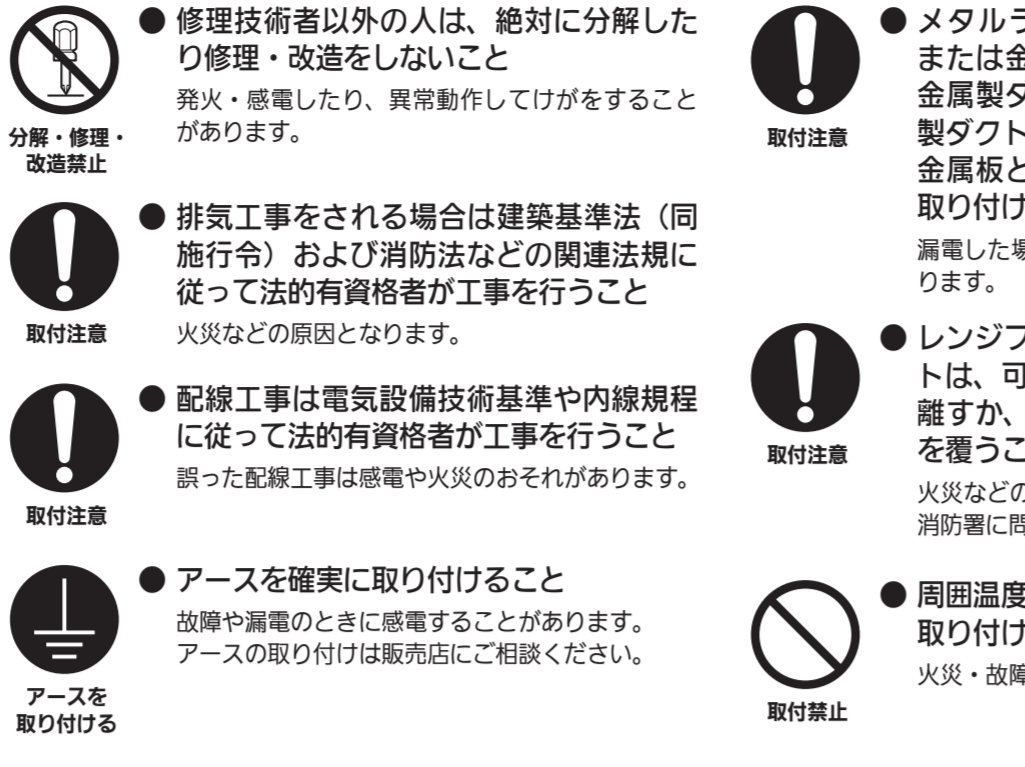 ● 修理技術者以外の人は、絶対に分解した
り修理・改造をしないこと
発火・感電したり、異常動作してけがをすること
があります。
分解・修理・
改造禁止
● 排気工事をされる場合は建築基準法（同
施行令）および消防法などの関連法規に
従って法的有資格者が工事を行うこと
火災などの原因となります。
取付注意
● 配線工事は電気設備技術基準や内線規程
に従って法的有資格者が工事を行うこと
誤った配線工事は感電や火災のおそれがあります。
取付注意
● アースを確実に取り付けること
故障や漏電のときに感電することがあります。
アースの取り付けは販売店にご相談ください。
アースを
取り付ける
● メタルラ
または金
金属製ダ
製ダクト
金属板と
取り付け
漏電した場
ります。
取付注意
● レンジフ
トは、可
離すか、
を覆うこ
火災などの
消防署に問
取付注意
● 周囲温度
取り付け
火災・故障
取付禁止